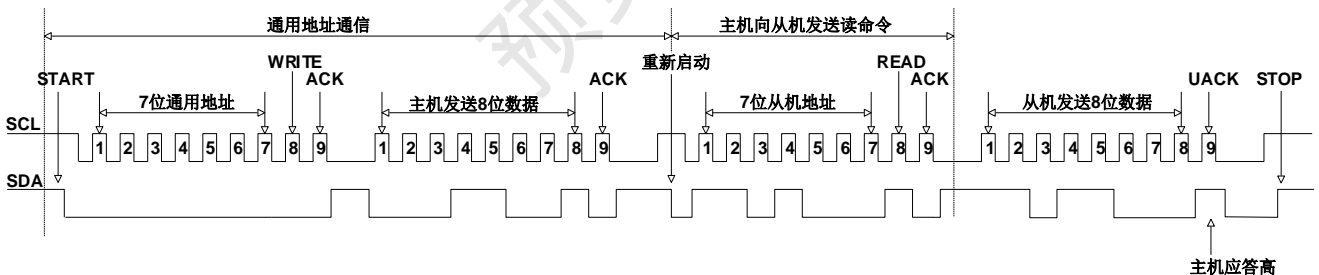 通用地址通信
主机向从机发送读命令
START
WRITE
ACK
ACK
重新启动
READ
ACK
UACK
STOP
7位通用地址
主机发送8位数据
7位从机地址
从机发送8位数据
SCL
1 2 3 4 5 6 7 8 9
1 2 3 4 5 6 7 8 9
1 2 3 4 5 6 7 8 9
1 2 3 4 5 6 7 8 9
SDA
主机应答高